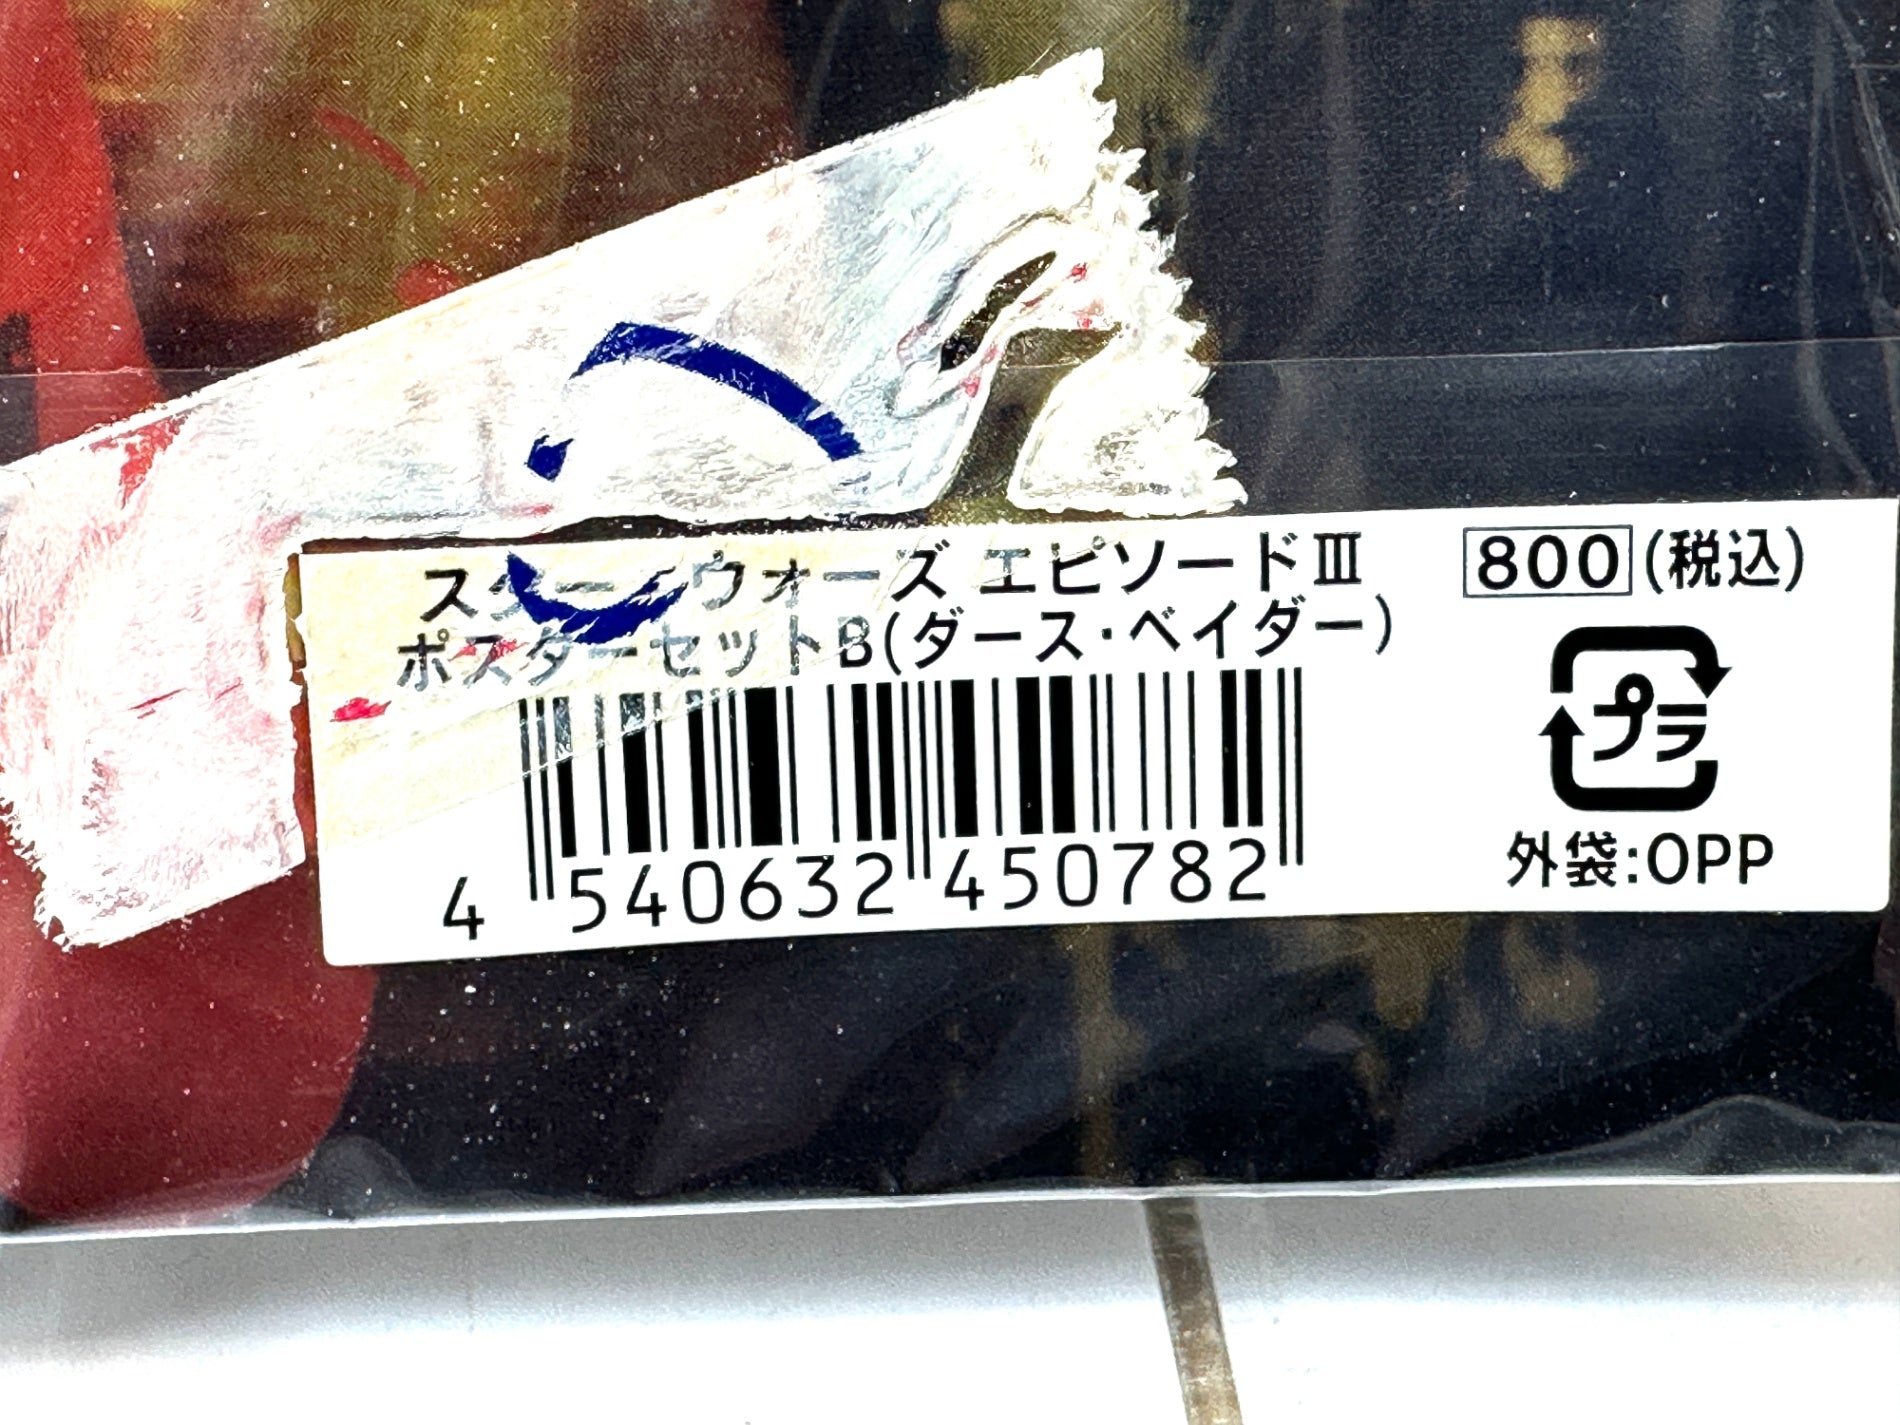 スター・ウォーズ エピソードⅢ
ポスターセットB(ダース・ベイダー)
4 540632 450782
800 (税込)
プラ
外袋:OPP